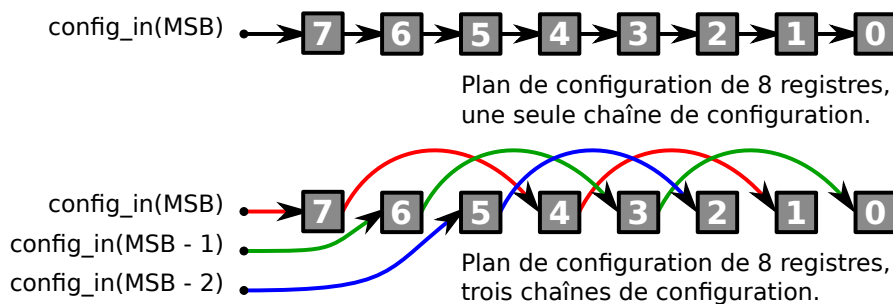 config_in(MSB)
7 6 5 4 3 2 1 0
Plan de configuration de 8 registres,
une seule chaîne de configuration.
config_in(MSB)
7 6 5 4 3 2 1 0
config_in(MSB - 1)
config_in(MSB - 2)
Plan de configuration de 8 registres,
trois chaînes de configuration.